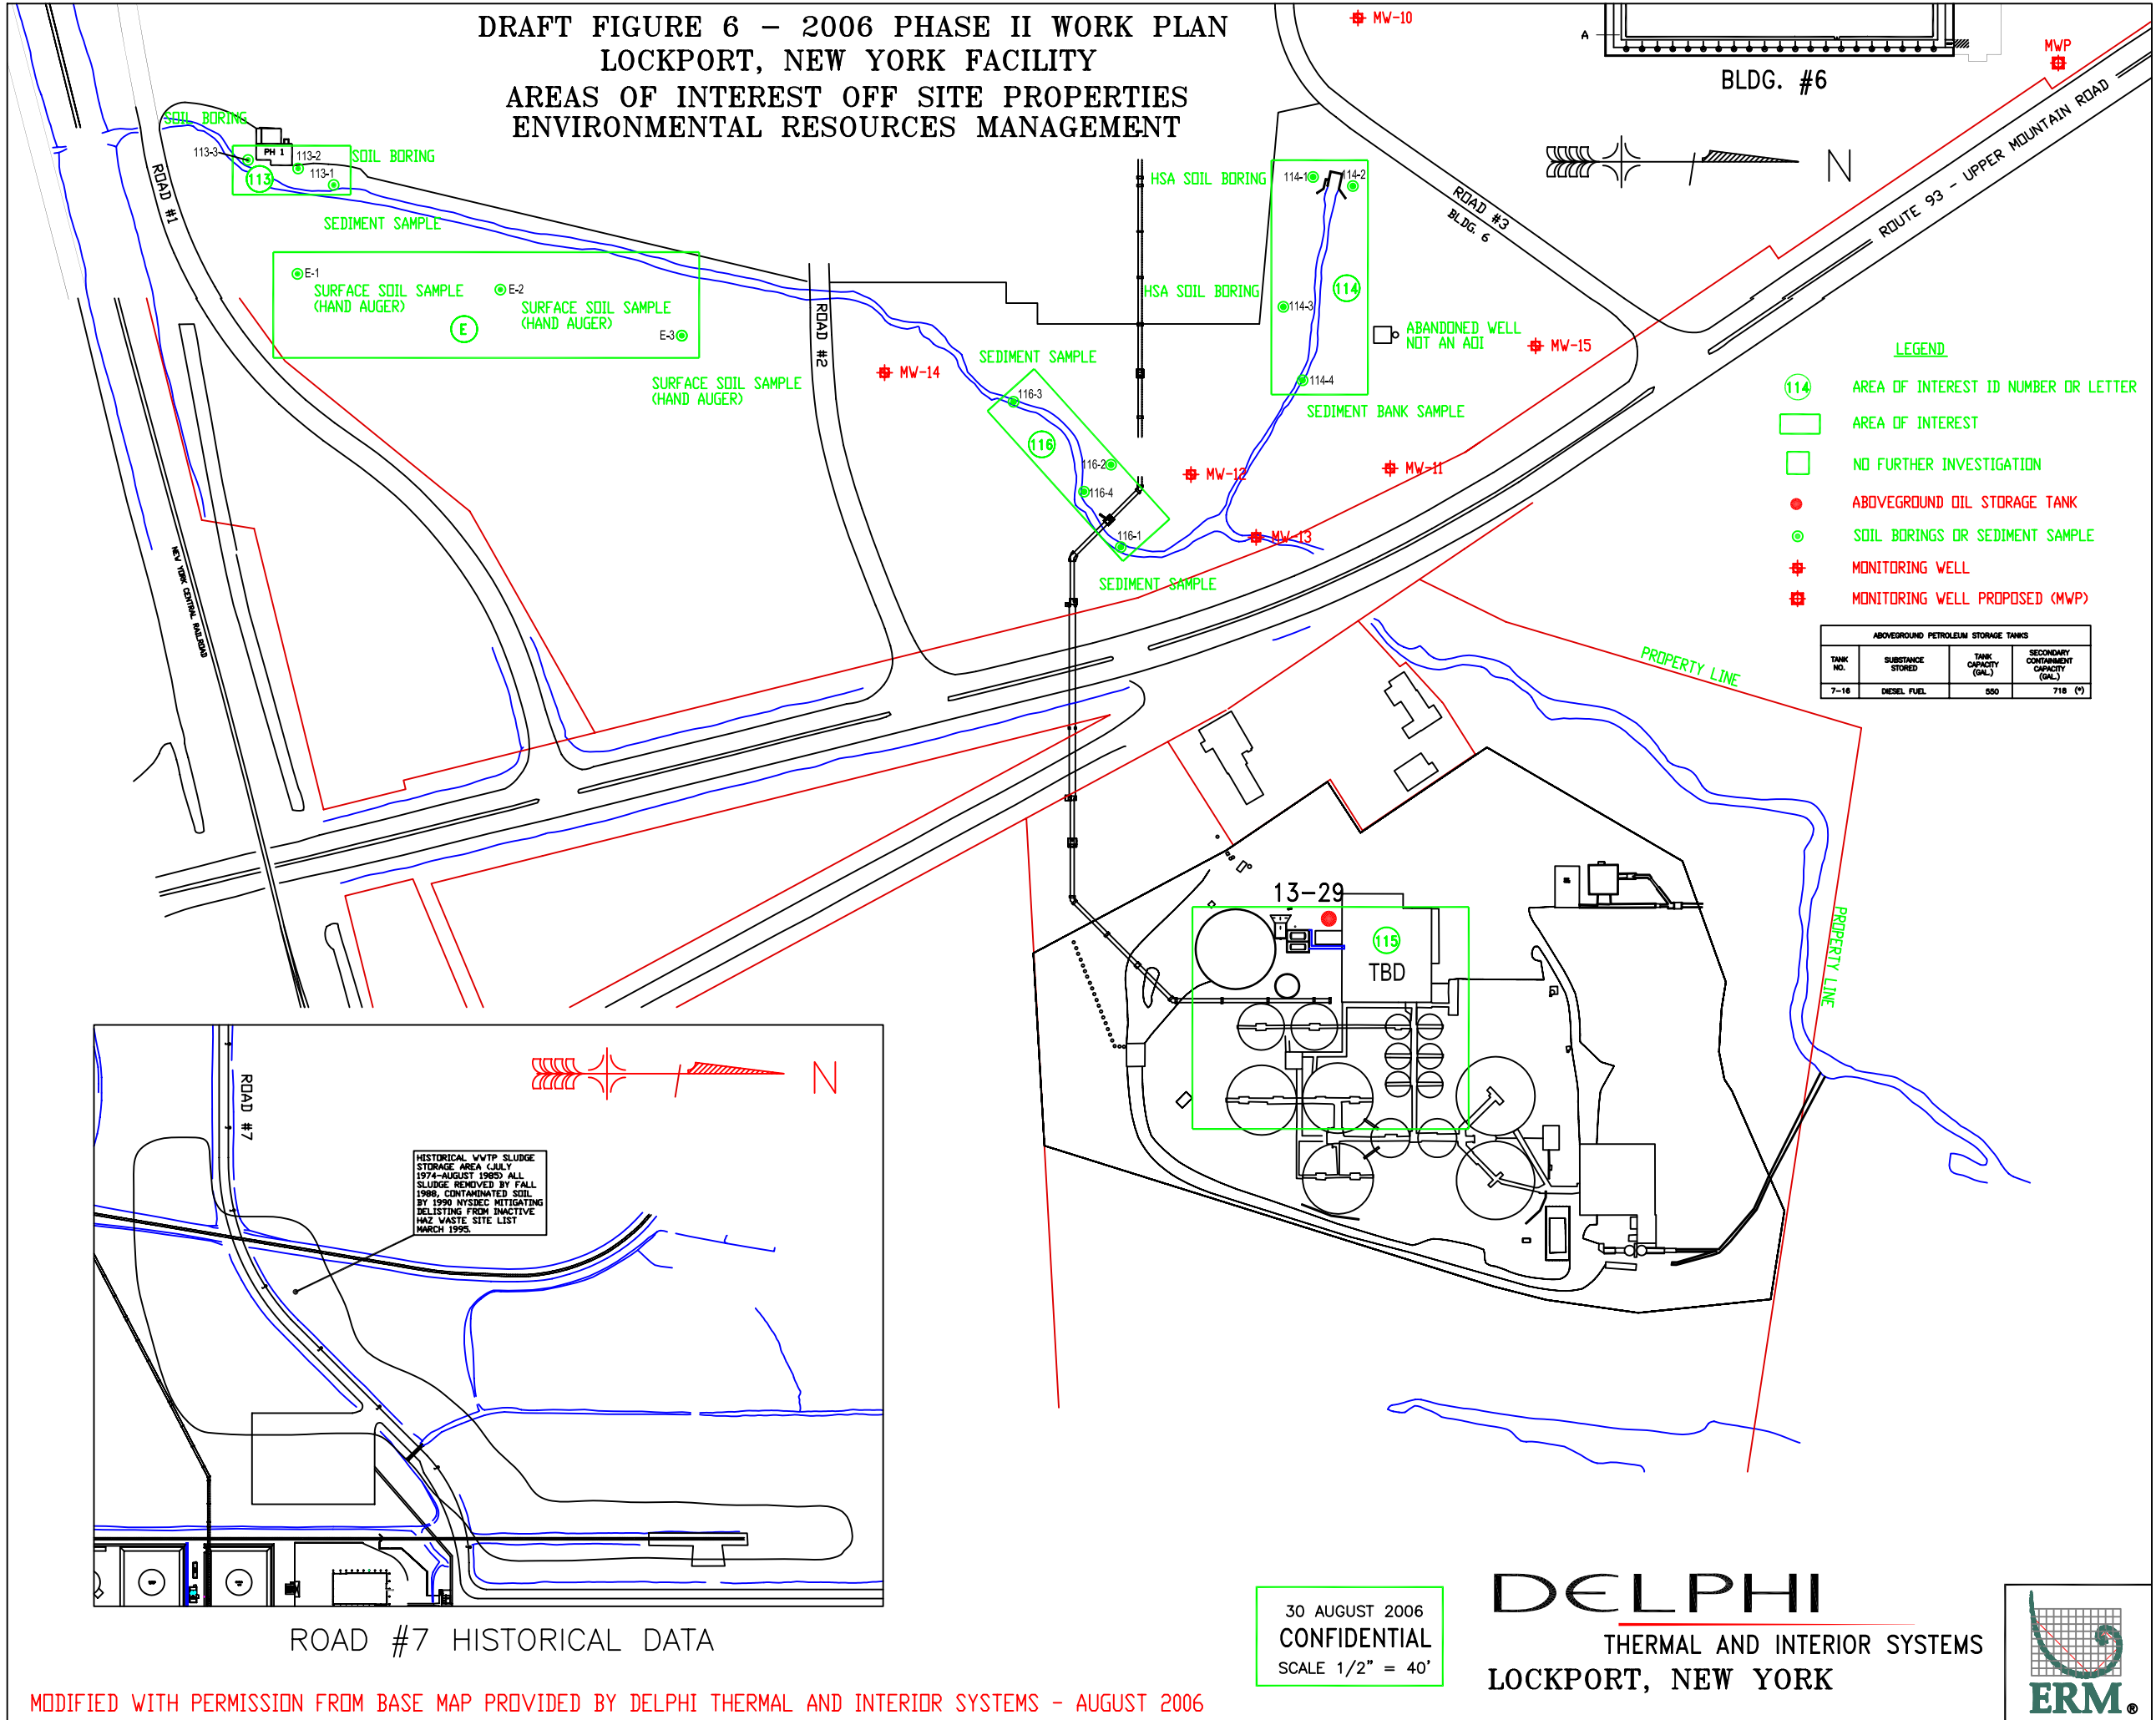 DRAFT FIGURE 6 - 2006 PHASE II WORK PLAN
LOCKPORT, NEW YORK FACILITY
AREAS OF INTEREST OFF SITE PROPERTIES
ENVIRONMENTAL RESOURCES MANAGEMENT
MW-10
A
BLDG. #6
MWP
SOIL BORING
113-3
PH 1
113-2
113-1
113
SOIL BORING
SEDIMENT SAMPLE
ROAD #1
HSA SOIL BORING
114-1
114-2
ROAD #3
BLDG. 6
N
ROUTE 93 - UPPER MOUNTAIN ROAD
E-1
SURFACE SOIL SAMPLE
(HAND AUGER)
E-2
SURFACE SOIL SAMPLE
(HAND AUGER)
E
E-3
SURFACE SOIL SAMPLE
(HAND AUGER)
ROAD #2
MW-14
HSA SOIL BORING
114
114-3
114-4
ABANDONED WELL
NOT AN AOI
MW-15
SEDIMENT BANK SAMPLE
SEDIMENT SAMPLE
116-3
116
116-2
116-4
116-1
SEDIMENT SAMPLE
MW-12
MW-11
MW-13
NEW YORK CENTRAL RAILROAD
LEGEND
114 AREA OF INTEREST ID NUMBER OR LETTER
AREA OF INTEREST
NO FURTHER INVESTIGATION
ABOVEGROUND OIL STORAGE TANK
SOIL BORINGS OR SEDIMENT SAMPLE
MONITORING WELL
MONITORING WELL PROPOSED (MWP)
ABOVEGROUND PETROLEUM STORAGE TANKS
TANK NO. SUBSTANCE STORED TANK CAPACITY (GAL.) SECONDARY CONTAINMENT CAPACITY (GAL.)
7-16 DIESEL FUEL 550 718 (*)
PROPERTY LINE
PROPERTY LINE
13-29
115
TBD
N
ROAD #7
HISTORICAL WWTP SLUDGE
STORAGE AREA (JULY
1974-AUGUST 1985) ALL
SLUDGE REMOVED BY FALL
1988, CONTAMINATED SOIL
BY 1990 NYSDEC MITIGATING
DELISTING FROM INACTIVE
HAZ WASTE SITE LIST
MARCH 1995.
ROAD #7 HISTORICAL DATA
30 AUGUST 2006
CONFIDENTIAL
SCALE 1/2" = 40'
DELPHI
THERMAL AND INTERIOR SYSTEMS
LOCKPORT, NEW YORK
ERM®
MODIFIED WITH PERMISSION FROM BASE MAP PROVIDED BY DELPHI THERMAL AND INTERIOR SYSTEMS - AUGUST 2006